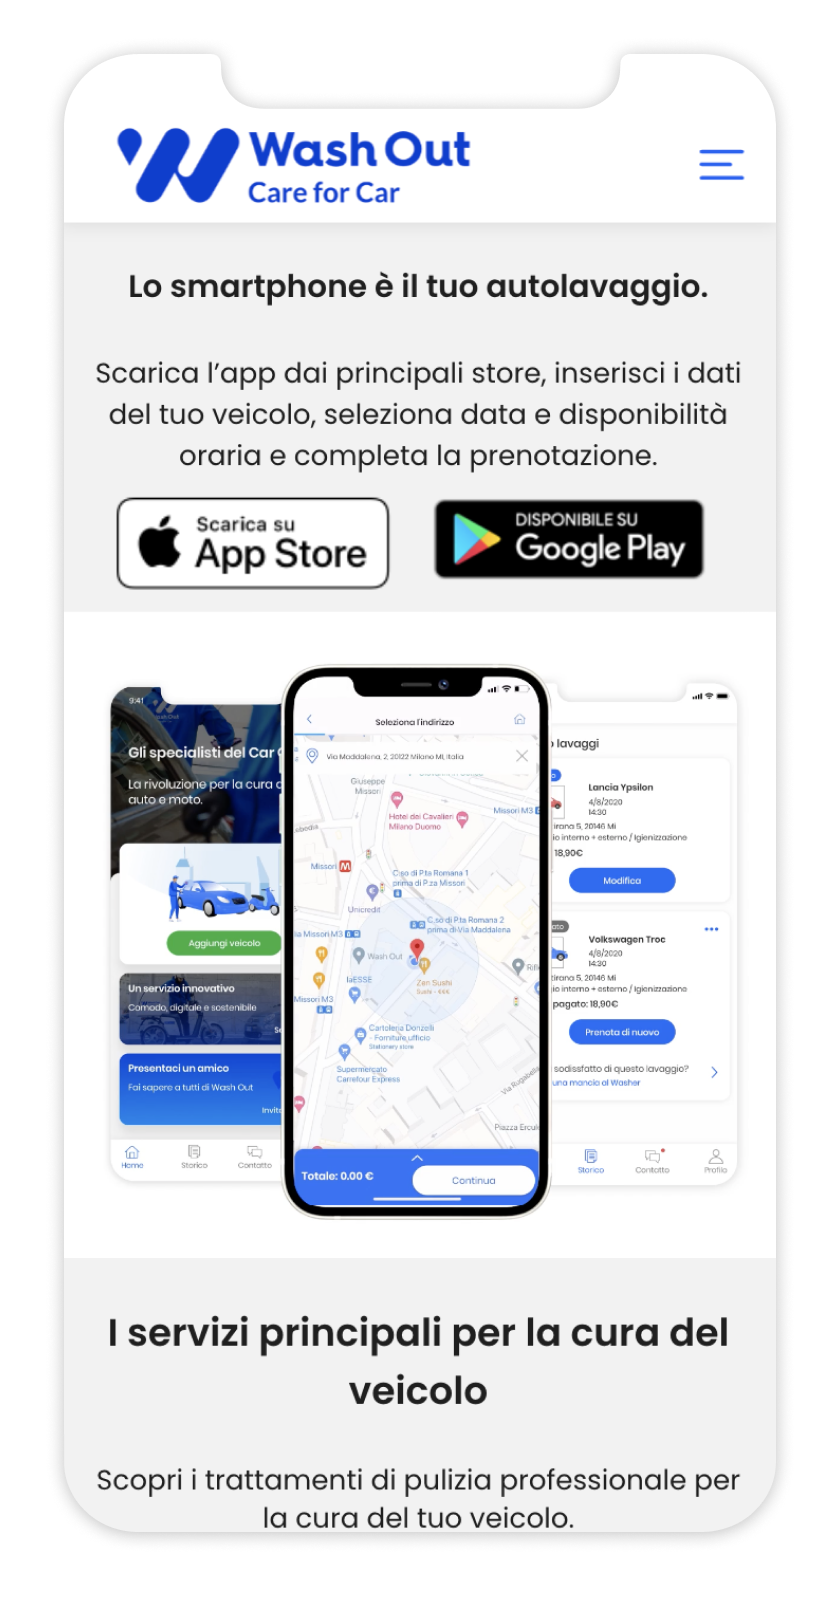 Wash Out
Care for Car
Lo smartphone è il tuo autolavaggio.
Scarica l'app dai principali store, inserisci i dati
del tuo veicolo, seleziona data e disponibilità
oraria e completa la prenotazione.
Scarica su
App Store
DISPONIBILE SU
Google Play
9:41
Wash Out
Gli specialisti del Car
La rivoluzione per la cura
auto e moto.
Aggiungi veicolo
Un servizio innovativo
Comodo, digitale e sostenibile
Presentaci un amico
Fai sapere a tutti di Wash Out
Home
Storico
Contatto
Seleziona l'indirizzo
Via Maddalena, 2, 20122 Milano MI, Italia
Giuseppe
Missori
Hotel dei Cavalieri
Milano Duomo
Missori M3
Missori
C.so di P.ta Romana 1
prima di P.za Missori
Unicredit
C.so di P.ta Romana 2
prima di Via Maddalena
ia Missori M3
Wash Out
Zen Sushi
Sushi - €€€
laESSE
Missori M3
Cartoleria Donzelli
- Forniture ufficio
Stationery store
Supermercato
Carrefour Express
Via Rugabella
Piazza Ercul
Totale: 0.00 €
Continua
lavaggi
Lancia Ypsilon
4/8/2020
14:30
irana 5, 20146 Mi
io interno + esterno / Igienizzazione
18,90€
Modifica
Volkswagen Troc
4/8/2020
14:30
irana 5, 20146 Mi
io interno + esterno / Igienizzazione
pagato: 18,90€
Prenota di nuovo
sodisfatto di questo lavaggio?
una mancia al Washer
Storico
Contatto
Profilo
I servizi principali per la cura del
veicolo
Scopri i trattamenti di pulizia professionale per
la cura del tuo veicolo.